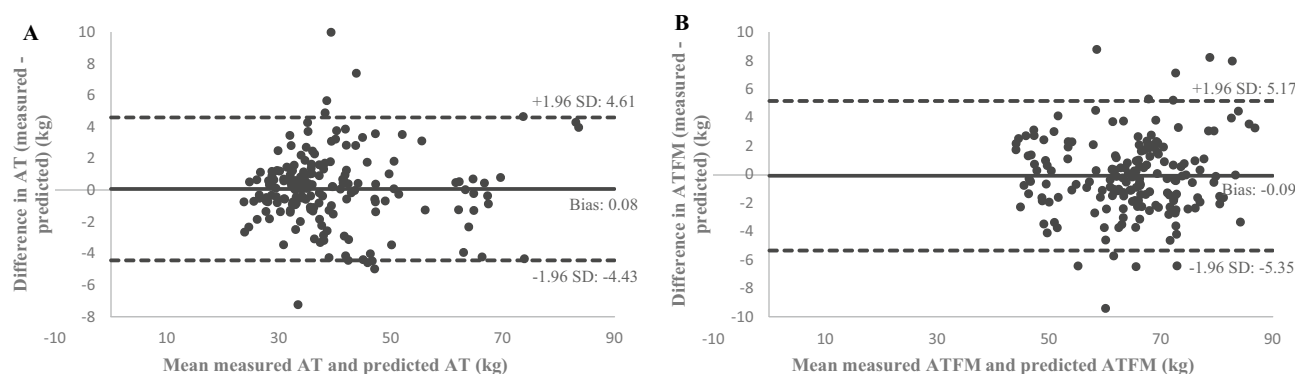 A
Difference in AT (measured -
predicted) (kg)
10
8
6
4
2
0
-2
-4
-6
-8
+1.96 SD: 4.61
Bias: 0.08
-1.96 SD: -4.43
-10 10 30 50 70 90
Mean measured AT and predicted AT (kg)
B
Difference in ATFM (measured -
predicted) (kg)
10
8
6
4
2
0
-2
-4
-6
-8
-10
+1.96 SD: 5.17
Bias: -0.09
-1.96 SD: -5.35
-10 10 30 50 70 90
Mean measured ATFM and predicted ATFM (kg)